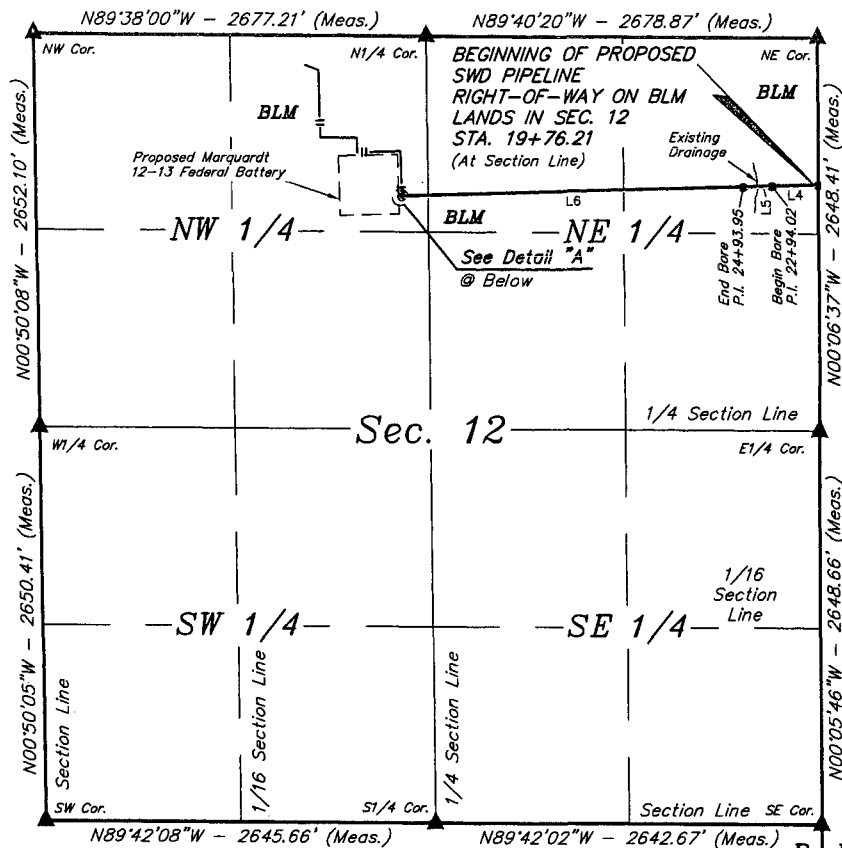 N89°38'00"W - 2677.21' (Meas.)
N89°40'20"W - 2678.87' (Meas.)
NW Cor.
N1/4 Cor.
NE Cor.
BEGINNING OF PROPOSED
SWD PIPELINE
RIGHT-OF-WAY ON BLM
LANDS IN SEC. 12
STA. 19+76.21
(At Section Line)
BLM
BLM
Existing
Drainage
Proposed Marquardt
12-13 Federal Battery
N00°50'08"W - 2652.10' (Meas.)
N00°06'37"W - 2648.41' (Meas.)
L6
L5
L4
BLM
NW 1/4
NE 1/4
See Detail "A"
@ Below
End Bore
P.I. 24+93.95
Begin Bore
P.I. 22+94.02'
1/4 Section Line
Sec. 12
W1/4 Cor.
E1/4 Cor.
N00°50'05"W - 2650.41' (Meas.)
N00°05'46"W - 2648.66' (Meas.)
1/16
Section
Line
SW 1/4
SE 1/4
Section Line
1/16 Section Line
1/4 Section Line
SW Cor.
S1/4 Cor.
Section Line
SE Cor.
N89°42'08"W - 2645.66' (Meas.)
N89°42'02"W - 2642.67' (Meas.)